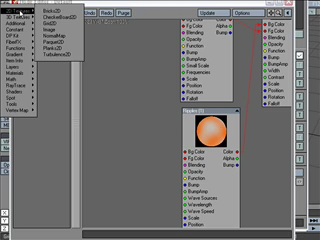 Undo Redo Purge Update Options
2D Textures
3D Textures
Additional
Constant
DP Kit
FiberFX
Functions
Gradient
Item Info
Layers
Materials
Math
RayTrace
Shaders
Spot
Tools
Vertex Map
Bricks2D
CheckerBoard2D
Grid2D
Image
NormalMap
Parquet2D
Planks2D
Turbulence2D
Bg Color Color
Fg Color Alpha
Blending Bump
Opacity
Function
Bump
BumpAmp
Small Scale
Frequencies
Position
Rotation
Falloff
Bg Color
Fg Color
Blending
Opacity
Function
Bump
BumpAmp
Width
Contrast
Position
Rotation
Falloff
Ripples
Bg Color Color
Fg Color Alpha
Blending Bump
Opacity
Function
Bump
BumpAmp
Wave Sources
Wavelength
Wave Speed
Small Scale
Position
X
Y
Z